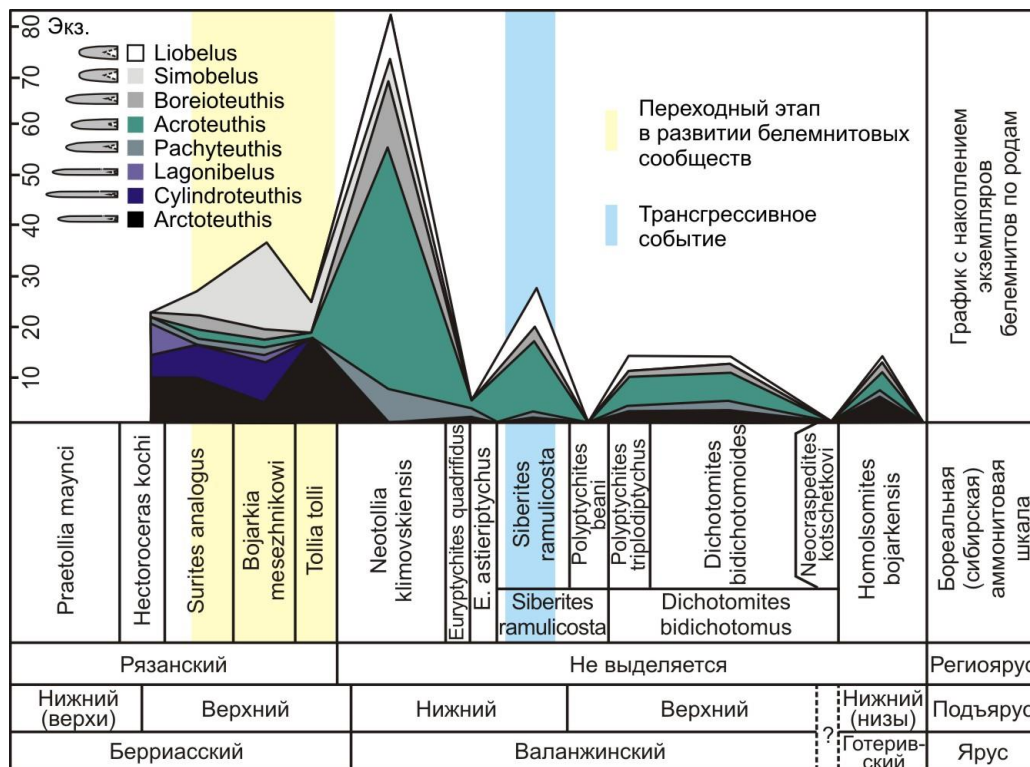 80
70
60
50
40
30
20
10
Экз.
Liobelus
Simobelus
Boreioteuthis
Acroteuthis
Pachyteuthis
Lagonibelus
Cylindroteuthis
Arctoteuthis
Переходный этап
в развитии белемнитовых
сообществ
Трансгрессивное
событие
График с накоплением
экземпляров
белемнитов по родам
Praetollia maynci
Hectoroceras kochi
Surites analogus
Bojarkia
mesezhnikowi
Tollia tolli
Neotollia
klimovskiensis
Euryptychites quadrifidus
E. astieriptychus
Siberites
ramulicosta
Polyptychites
beani
Polyptychites
triplodiptychus
Dichotomites
bidichotomoides
Neocraspedites
kotschetkovi
Homolsomites
bojarkensis
Бореальная
(сибирская)
аммонитовая
шкала
Siberites
ramulicosta
Dichotomites
bidichotomus
Рязанский
Не выделяется
Региоярус
Нижний
(верхи)
Верхний
Нижний
Верхний
?
Нижний
(низы)
Подъярус
Берриасский
Валанжинский
Готерив-
ский
Ярус